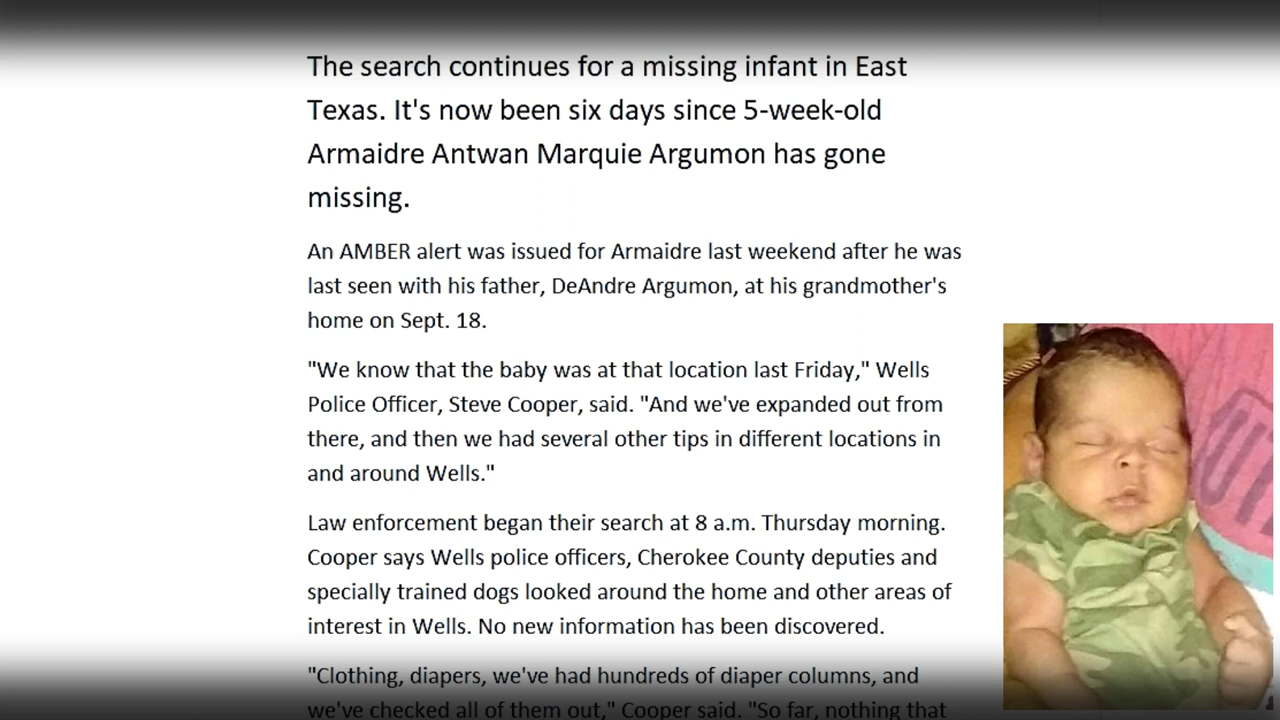 The search continues for a missing infant in East
Texas. It's now been six days since 5-week-old
Armaidre Antwan Marquie Argumon has gone
missing.
An AMBER alert was issued for Armaidre last weekend after he was
last seen with his father, DeAndre Argumon, at his grandmother's
home on Sept. 18.
"We know that the baby was at that location last Friday," Wells
Police Officer, Steve Cooper, said. "And we've expanded out from
there, and then we had several other tips in different locations in
and around Wells."
Law enforcement began their search at 8 a.m. Thursday morning.
Cooper says Wells police officers, Cherokee County deputies and
specially trained dogs looked around the home and other areas of
interest in Wells. No new information has been discovered.
"Clothing, diapers, we've had hundreds of diaper columns, and
we've checked all of them out," Cooper said. "So far, nothing that